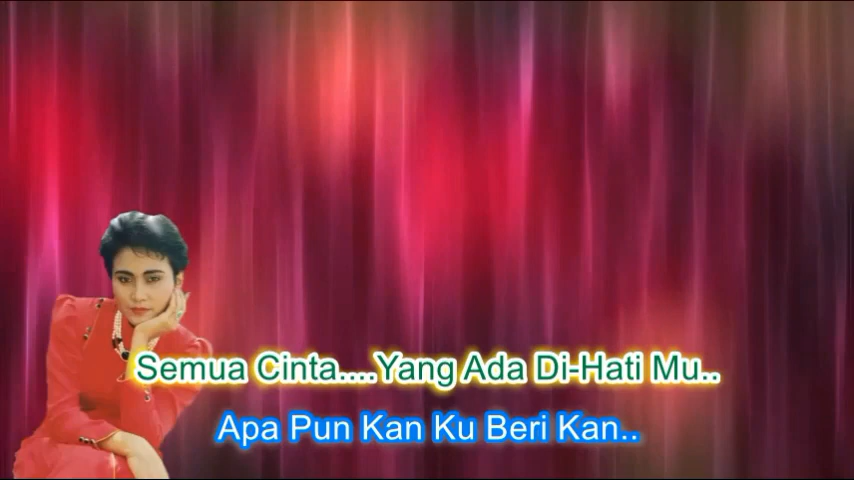 Semua Cinta....Yang Ada Di-Hati Mu..
Apa Pun Kan Ku Beri Kan..